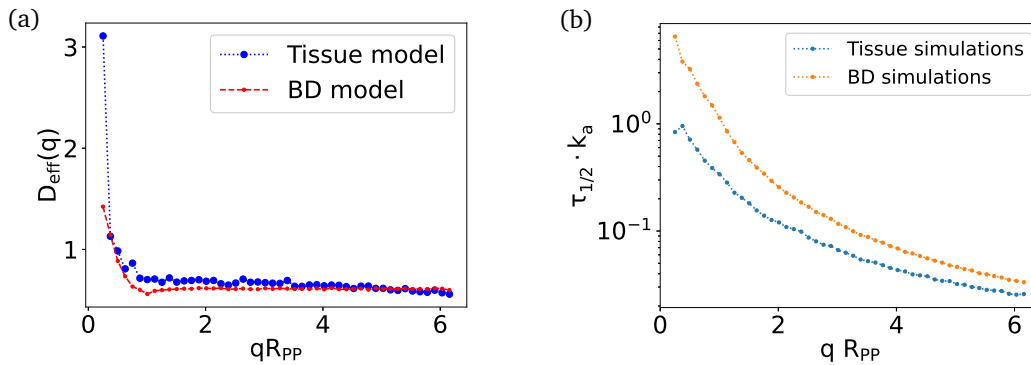 (a)
3
2
1
D_eff(q)
Tissue model
BD model
0
2
4
6
qR_PP
(b)
10^0
10^-1
τ_1/2 · k_a
Tissue simulations
BD simulations
0
2
4
6
q R_PP